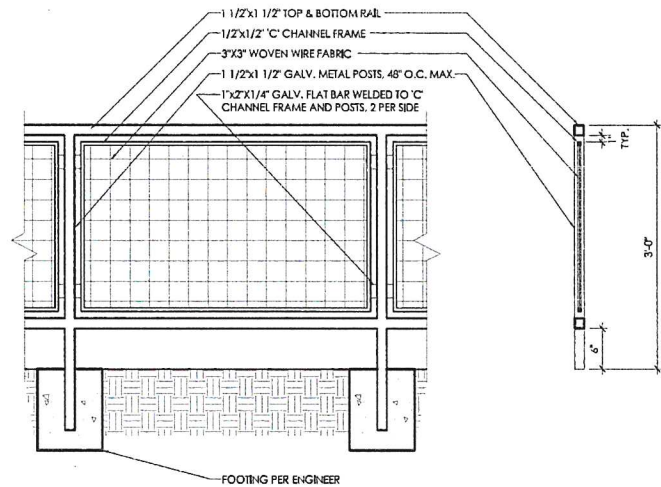 1 1/2"x1 1/2" TOP & BOTTOM RAIL
1/2"x1/2" 'C' CHANNEL FRAME
3"X3" WOVEN WIRE FABRIC
1 1/2"x1 1/2" GALV. METAL POSTS, 48" O.C. MAX.
1"x2"X1/4" GALV. FLAT BAR WELDED TO 'C'
CHANNEL FRAME AND POSTS, 2 PER SIDE
1"
TYP.
3'-0"
6"
FOOTING PER ENGINEER